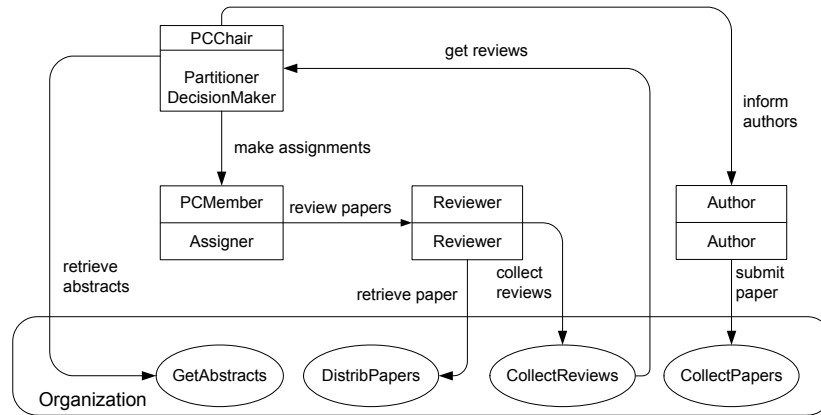 PCChair
Partitioner
DecisionMaker
get reviews
inform
authors
make assignments
PCMember
Assigner
review papers
Reviewer
Reviewer
Author
Author
retrieve
abstracts
retrieve paper
collect
reviews
submit
paper
GetAbstracts
DistribPapers
CollectReviews
CollectPapers
Organization